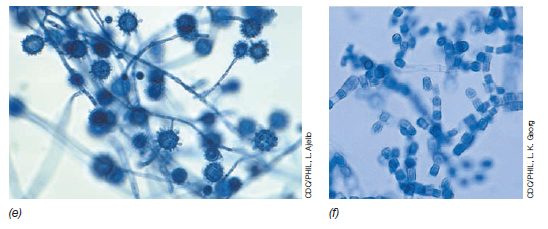 CDC/PHIL, L. Ajello
CDC/PHIL, L. K. Georg
(e)
(f)